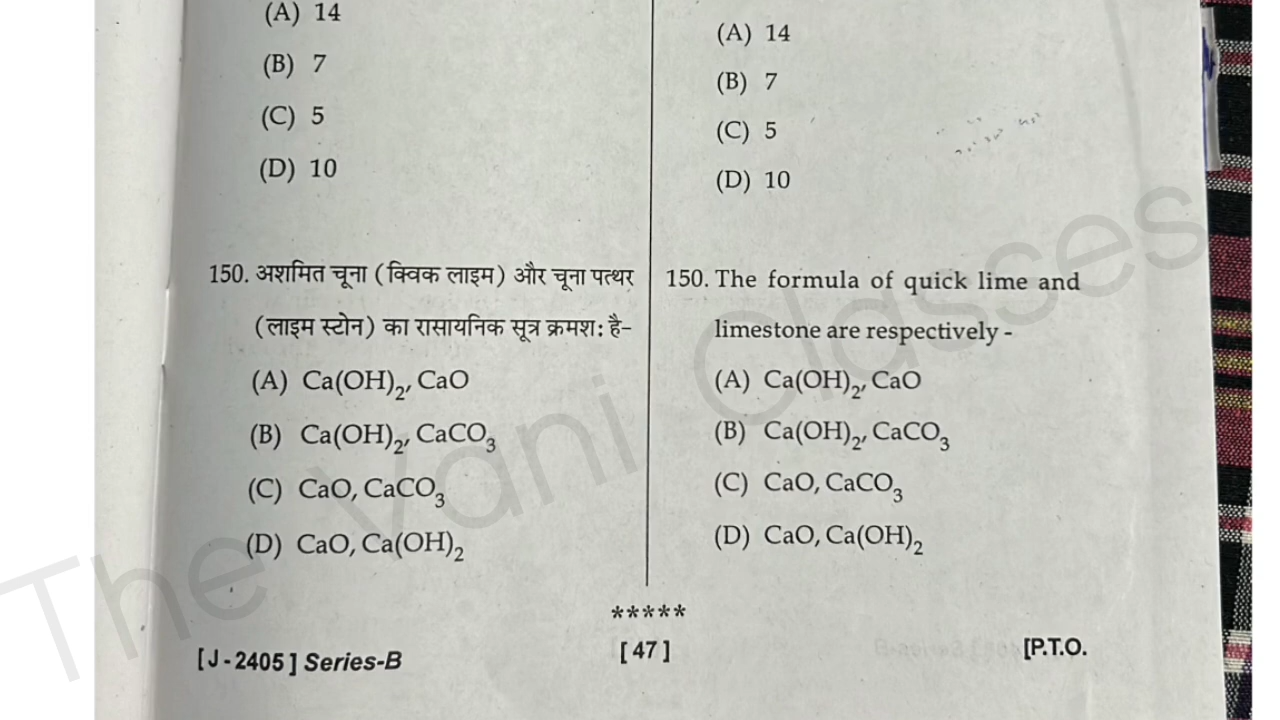 (A) 14
(B) 7
(C) 5
(D) 10
150. अशमित चूना (क्विक लाइम) और चूना पत्थर
(लाइम स्टोन) का रासायनिक सूत्र क्रमशः है-
(A) Ca(OH)₂, CaO
(B) Ca(OH)₂, CaCO₃
(C) CaO, CaCO₃
(D) CaO, Ca(OH)₂
(A) 14
(B) 7
(C) 5
(D) 10
150. The formula of quick lime and
limestone are respectively -
(A) Ca(OH)₂, CaO
(B) Ca(OH)₂, CaCO₃
(C) CaO, CaCO₃
(D) CaO, Ca(OH)₂
*****
[ J - 2405 ] Series-B
[ 47 ]
[P.T.O.
The Vani Classes